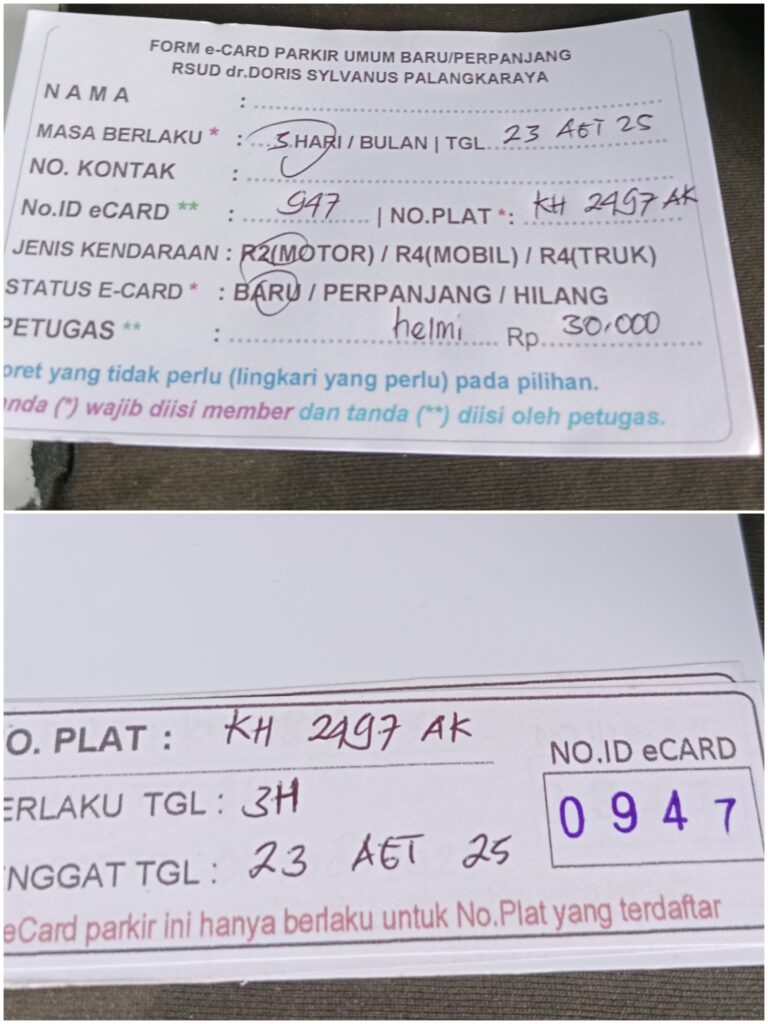 FORM e-CARD PARKIR UMUM BARU/PERPANJANG
RSUD dr.DORIS SYLVANUS PALANGKARAYA
NAMA :
MASA BERLAKU * : 3 HARI / BULAN | TGL 23 AET 25
NO. KONTAK :
No.ID eCARD ** : 947 | NO.PLAT *: KH 2497 AK
JENIS KENDARAAN : R2(MOTOR) / R4(MOBIL) / R4(TRUK)
STATUS E-CARD * : BARU / PERPANJANG / HILANG
PETUGAS ** : helmi Rp 30.000
oret yang tidak perlu (lingkari yang perlu) pada pilihan.
anda (*) wajib diisi member dan tanda (**) diisi oleh petugas.
O. PLAT : KH 2497 AK
NO.ID eCARD
ERLAKU TGL : 3H
0947
NGGAT TGL : 23 AET 25
eCard parkir ini hanya berlaku untuk No.Plat yang terdaftar